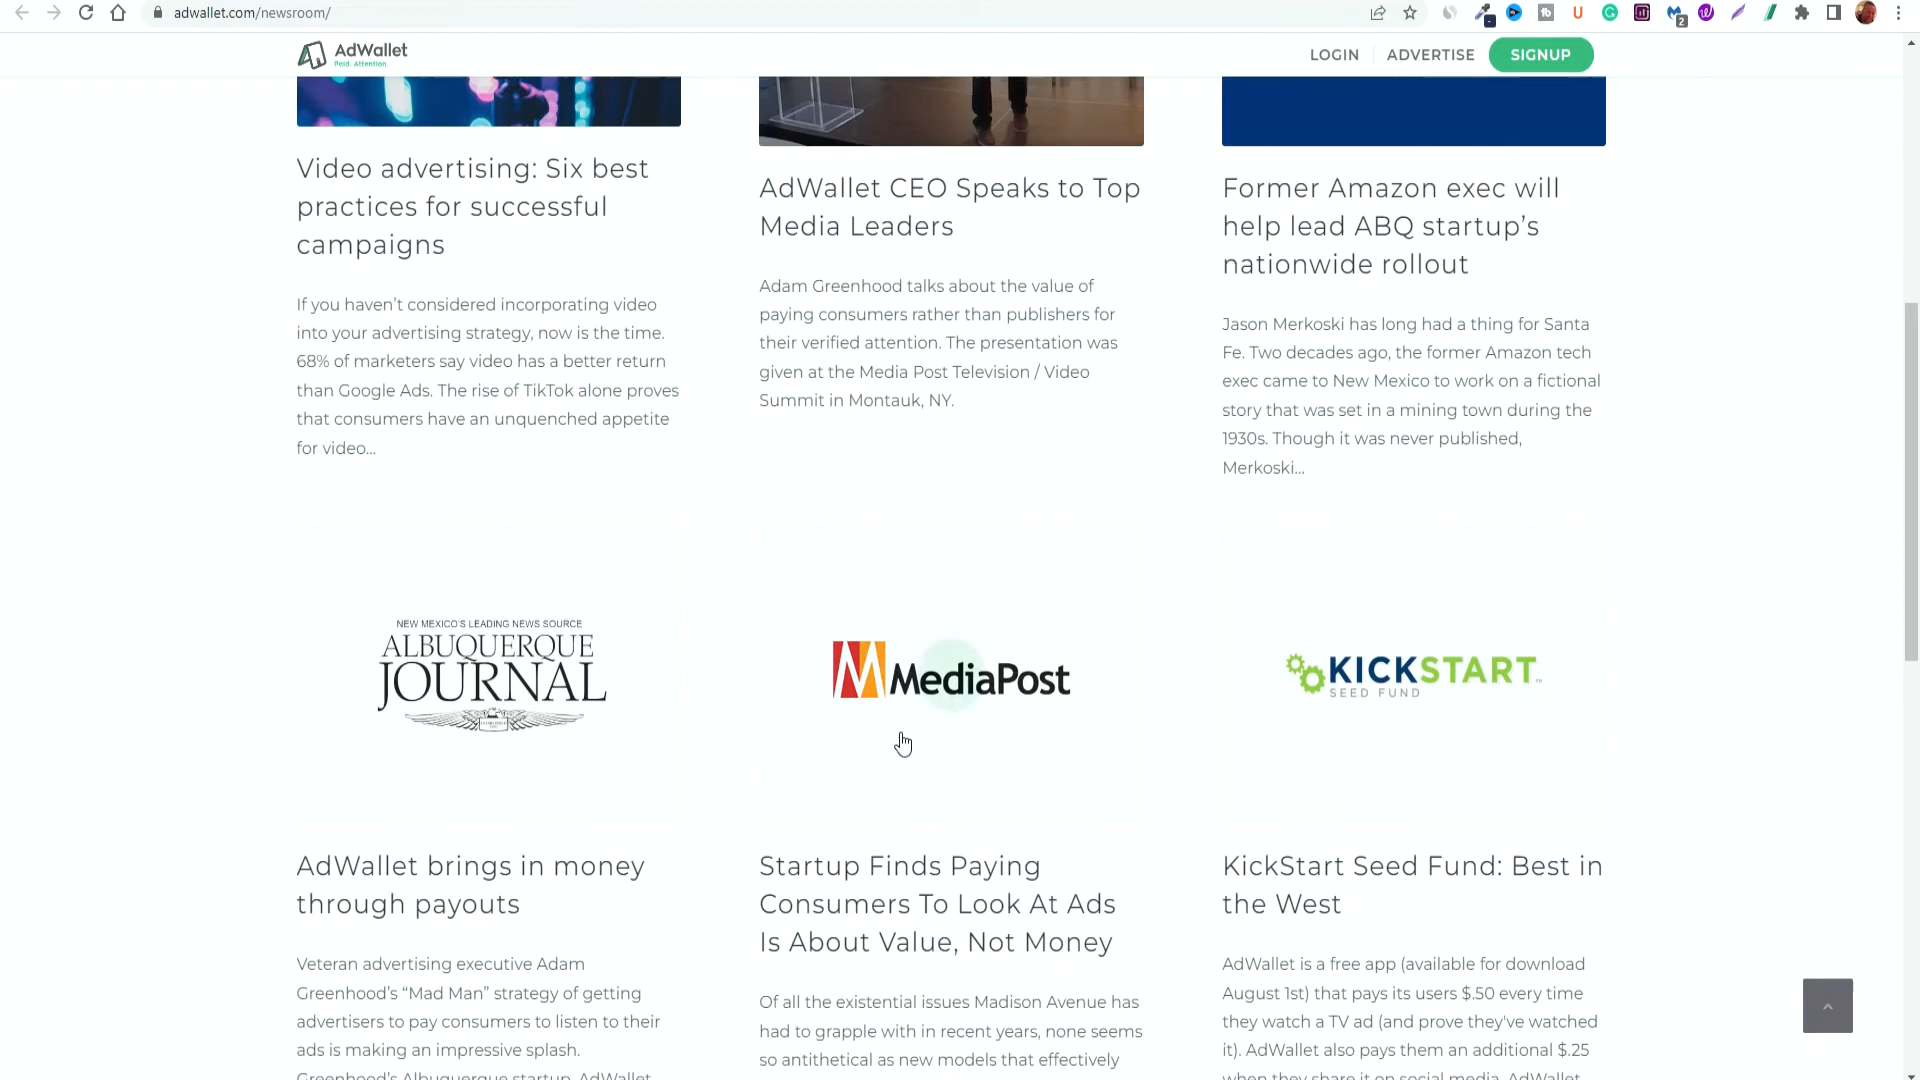 adwallet.com/newsroom/
2
AdWallet
Paid. Attention.
LOGIN
ADVERTISE
SIGNUP
Video advertising: Six best
practices for successful
campaigns
If you haven’t considered incorporating video
into your advertising strategy, now is the time.
68% of marketers say video has a better return
than Google Ads. The rise of TikTok alone proves
that consumers have an unquenched appetite
for video...
AdWallet CEO Speaks to Top
Media Leaders
Adam Greenhood talks about the value of
paying consumers rather than publishers for
their verified attention. The presentation was
given at the Media Post Television / Video
Summit in Montauk, NY.
Former Amazon exec will
help lead ABQ startup’s
nationwide rollout
Jason Merkoski has long had a thing for Santa
Fe. Two decades ago, the former Amazon tech
exec came to New Mexico to work on a fictional
story that was set in a mining town during the
1930s. Though it was never published,
Merkoski...
NEW MEXICO'S LEADING NEWS SOURCE
ALBUQUERQUE
JOURNAL
AdWallet brings in money
through payouts
Veteran advertising executive Adam
Greenhood’s “Mad Man” strategy of getting
advertisers to pay consumers to listen to their
ads is making an impressive splash.
Greenhood’s Albuquerque startup, AdWallet
MediaPost
Startup Finds Paying
Consumers To Look At Ads
Is About Value, Not Money
Of all the existential issues Madison Avenue has
had to grapple with in recent years, none seems
so antithetical as new models that effectively
KICKSTART
SEED FUND
KickStart Seed Fund: Best in
the West
AdWallet is a free app (available for download
August 1st) that pays its users $.50 every time
they watch a TV ad (and prove they've watched
it). AdWallet also pays them an additional $.25
when they share it on social media. AdWallet